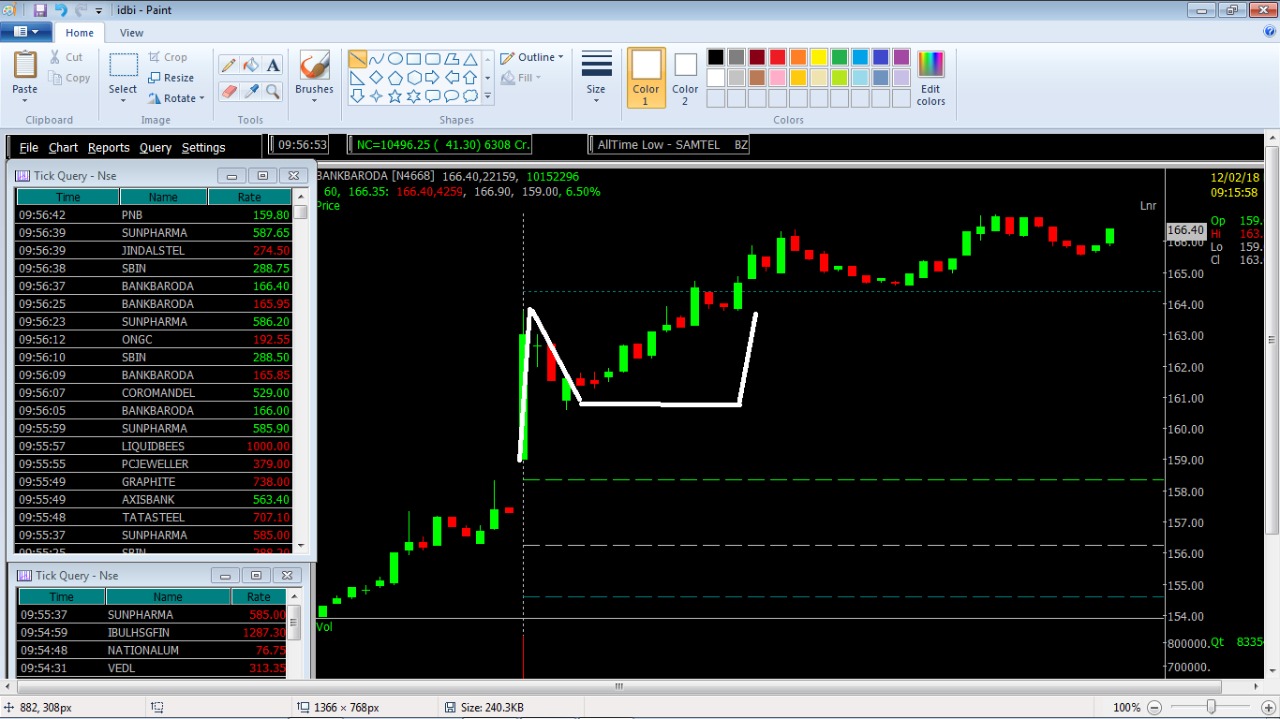 idbi - Paint
Home View
Paste
Cut
Copy
Clipboard
Select
Crop
Resize
Rotate
Image
A
Tools
Brushes
Outline
Fill
Shapes
Size
Color 1
Color 2
Edit colors
Colors
File Chart Reports Query Settings
09:56:53
NC=10496.25 ( 41.30) 6308 Cr.
AllTime Low - SAMTEL BZ
Tick Query - Nse
Time Name Rate
09:56:42 PNB 159.80
09:56:39 SUNPHARMA 587.65
09:56:39 JINDALSTEL 274.50
09:56:38 SBIN 288.75
09:56:37 BANKBARODA 166.40
09:56:25 BANKBARODA 165.95
09:56:23 SUNPHARMA 586.20
09:56:12 ONGC 192.55
09:56:10 SBIN 288.50
09:56:09 BANKBARODA 165.85
09:56:07 COROMANDEL 529.00
09:56:05 BANKBARODA 166.00
09:55:59 SUNPHARMA 585.90
09:55:57 LIQUIDBEES 1000.00
09:55:55 PCJEWELLER 379.00
09:55:49 GRAPHITE 738.00
09:55:49 AXISBANK 563.40
09:55:48 TATASTEEL 707.10
09:55:37 SUNPHARMA 585.00
09:55:25 SBIN 288.20
Tick Query - Nse
Time Name Rate
09:55:37 SUNPHARMA 585.00
09:54:59 IBULHSGFIN 1287.30
09:54:48 NATIONALUM 76.75
09:54:31 VEDL 313.35
BANKBARODA [N4668] 166.40,22159, 10152296
60, 166.35: 166.40,4259, 166.90, 159.00, 6.50%
Price
Lnr
166.40
166.00
165.00
164.00
163.00
162.00
161.00
160.00
159.00
158.00
157.00
156.00
155.00
154.00
Vol
800000.
700000.
12/02/18
09:15:58
Op 159.
Hi 163.
Lo 159.
Cl 163.
Qt 8335
882, 308px
1366 × 768px
Size: 240.3KB
100%